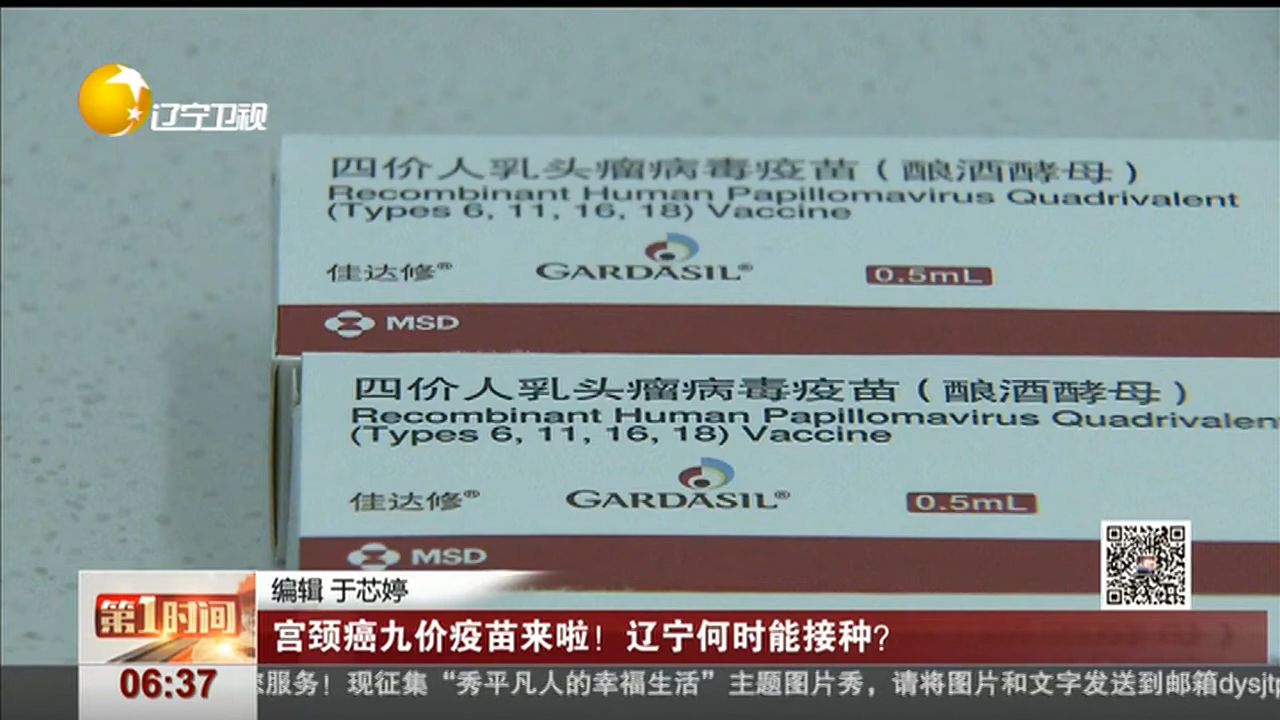 辽宁卫视
四价人乳头瘤病毒疫苗（酿酒酵母）
Recombinant Human Papillomavirus Quadrivalent
(Types 6, 11, 16, 18) Vaccine
佳达修®
GARDASIL®
0.5mL
MSD
四价人乳头瘤病毒疫苗（酿酒酵母）
Recombinant Human Papillomavirus Quadrivalen
(Types 6, 11, 16, 18) Vaccine
佳达修®
GARDASIL®
0.5mL
MSD
编辑 于芯婷
第1时间
宫颈癌九价疫苗来啦！辽宁何时能接种？
06:37
服务！现征集“秀平凡人的幸福生活”主题图片秀，请将图片和文字发送到邮箱dysjtp